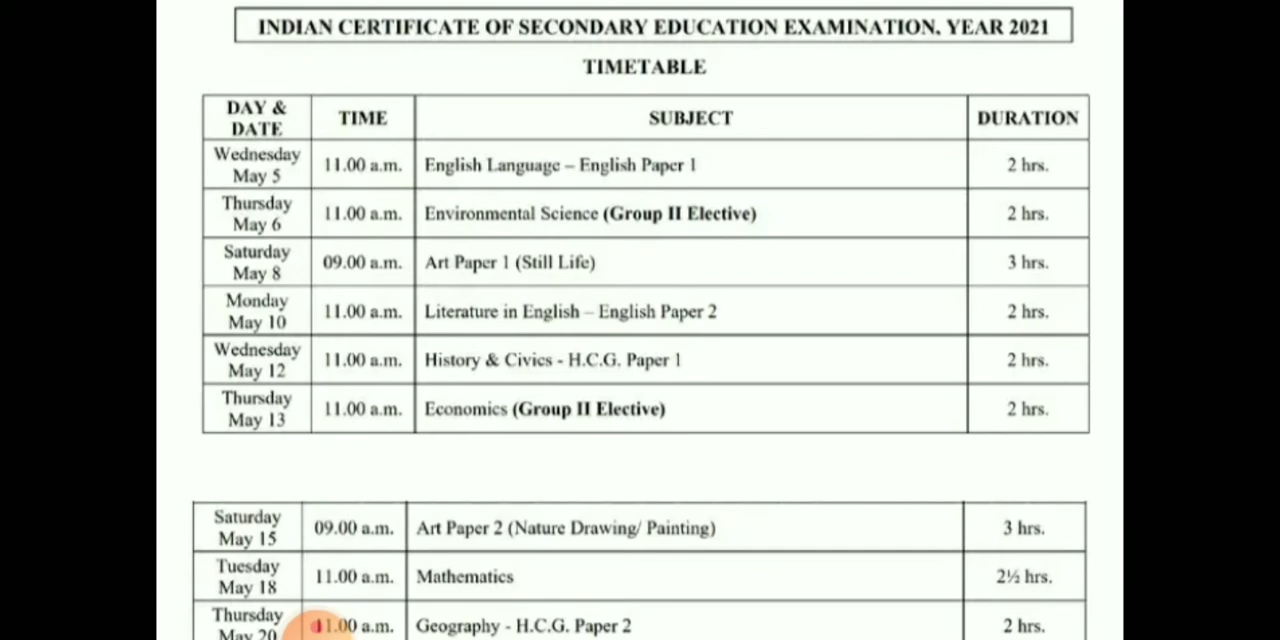 INDIAN CERTIFICATE OF SECONDARY EDUCATION EXAMINATION, YEAR 2021
TIMETABLE
DAY & DATE TIME SUBJECT DURATION
Wednesday May 5 11.00 a.m. English Language – English Paper 1 2 hrs.
Thursday May 6 11.00 a.m. Environmental Science (Group II Elective) 2 hrs.
Saturday May 8 09.00 a.m. Art Paper 1 (Still Life) 3 hrs.
Monday May 10 11.00 a.m. Literature in English – English Paper 2 2 hrs.
Wednesday May 12 11.00 a.m. History & Civics - H.C.G. Paper 1 2 hrs.
Thursday May 13 11.00 a.m. Economics (Group II Elective) 2 hrs.
Saturday May 15 09.00 a.m. Art Paper 2 (Nature Drawing/ Painting) 3 hrs.
Tuesday May 18 11.00 a.m. Mathematics 2½ hrs.
Thursday May 20 11.00 a.m. Geography - H.C.G. Paper 2 2 hrs.